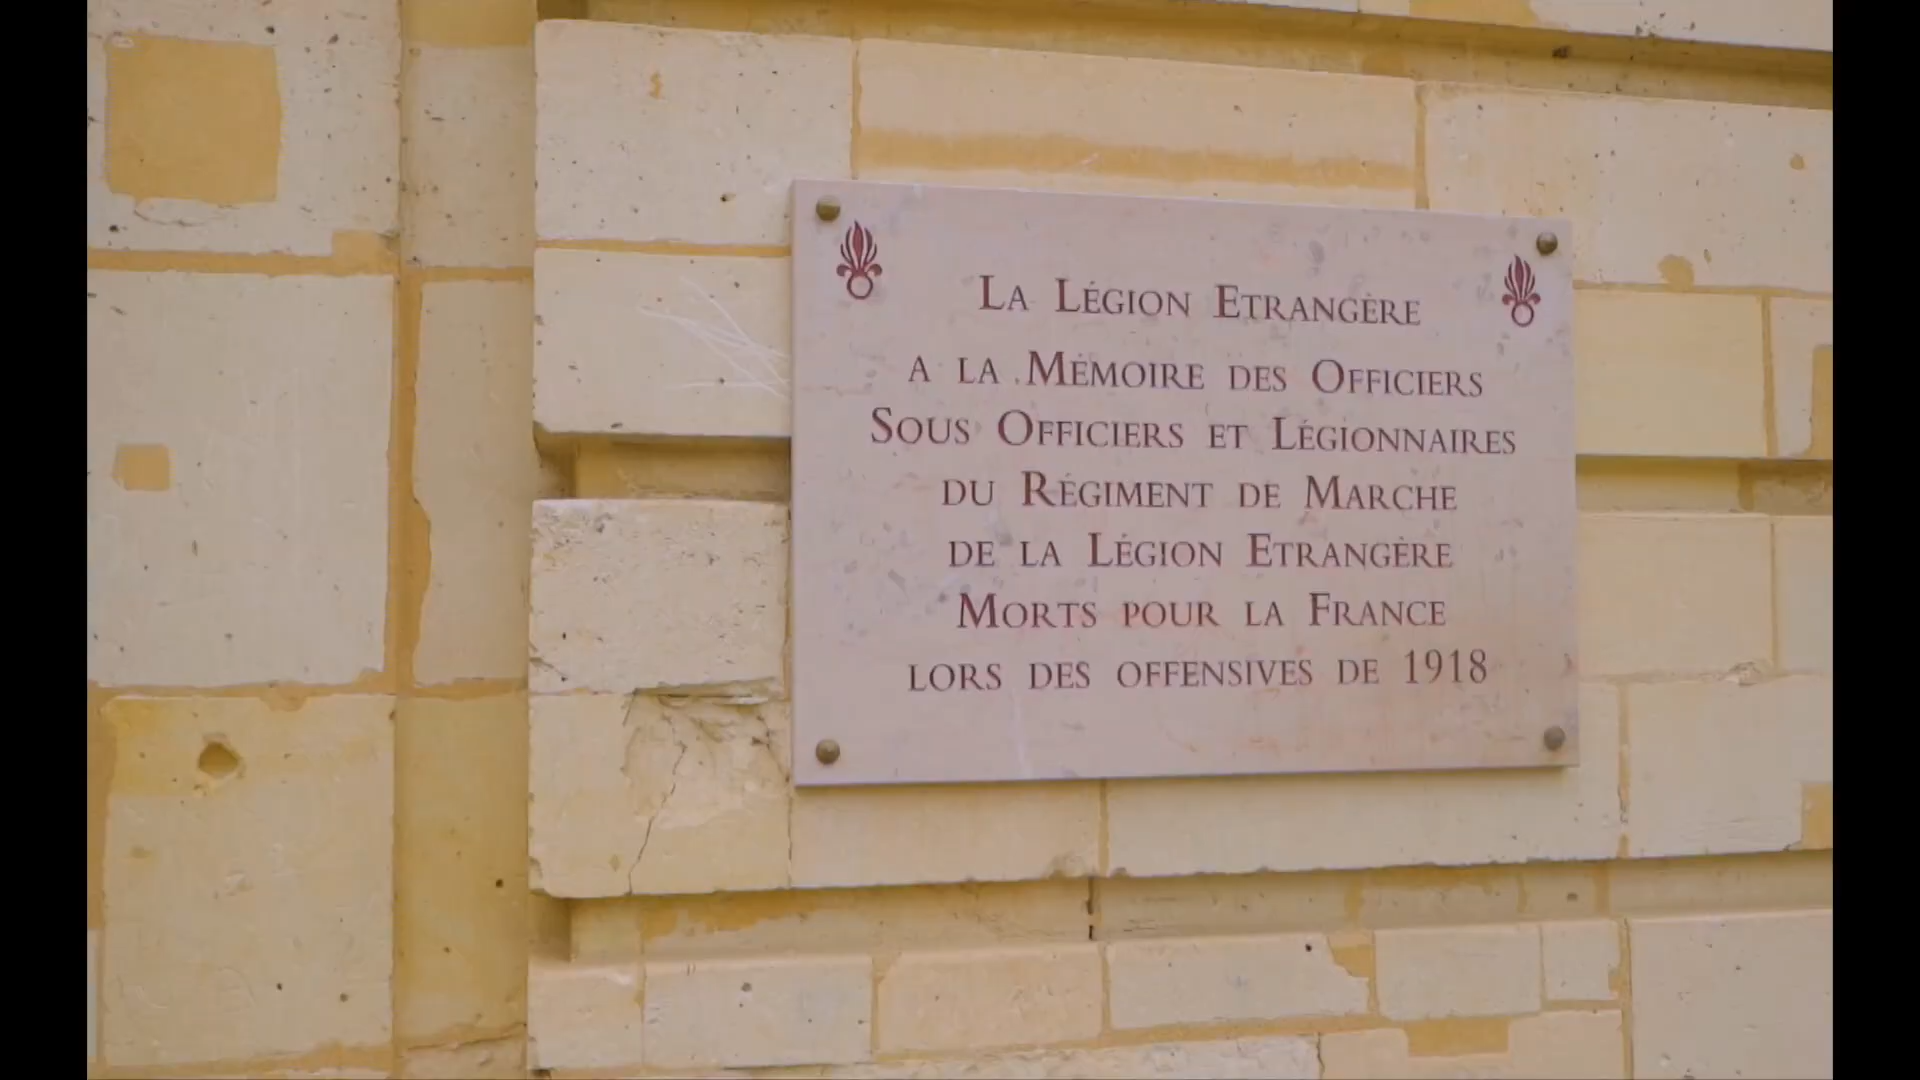 La Légion Etrangère
a la Mémoire des Officiers
Sous Officiers et Légionnaires
du Régiment de Marche
de la Légion Etrangère
Morts pour la France
lors des offensives de 1918